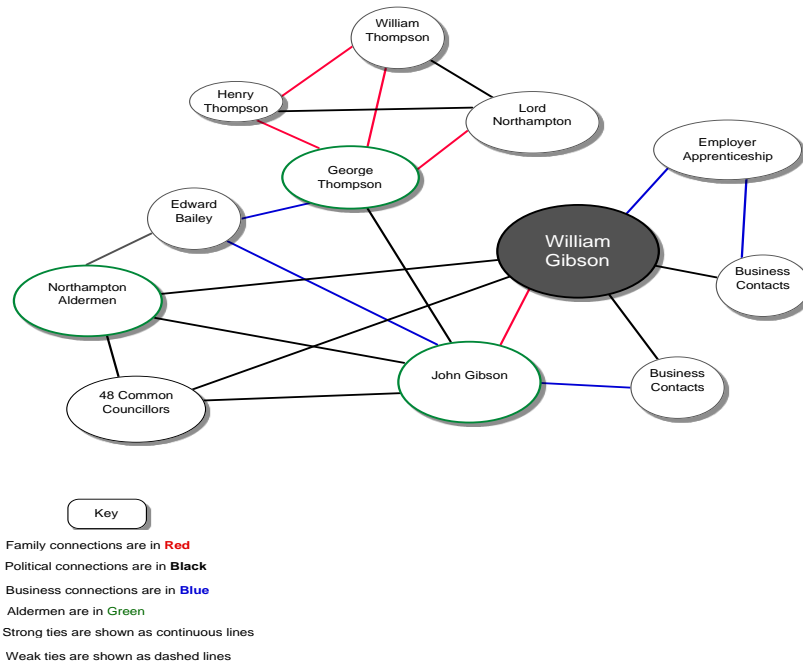 William
Thompson
Henry
Thompson
Lord
Northampton
Employer
Apprenticeship
George
Thompson
Edward
Bailey
William
Gibson
Northampton
Aldermen
Business
Contacts
John Gibson
Business
Contacts
48 Common
Councillors
Key
Family connections are in Red
Political connections are in Black
Business connections are in Blue
Aldermen are in Green
Strong ties are shown as continuous lines
Weak ties are shown as dashed lines